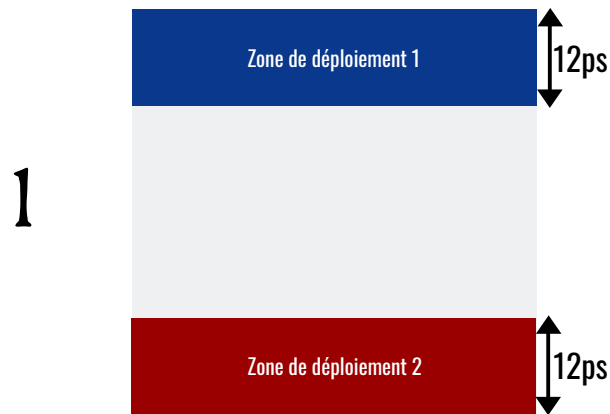 Zone de déploiement 1
12ps
1
Zone de déploiement 2
12ps